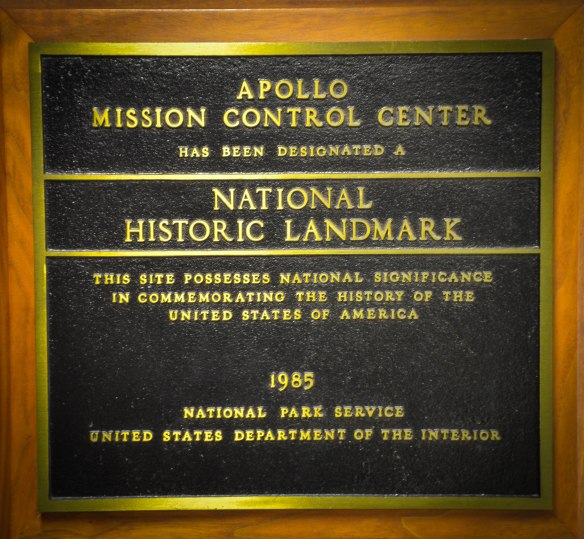 APOLLO
MISSION CONTROL CENTER
HAS BEEN DESIGNATED A
NATIONAL
HISTORIC LANDMARK
THIS SITE POSSESSES NATIONAL SIGNIFICANCE
IN COMMEMORATING THE HISTORY OF THE
UNITED STATES OF AMERICA
1985
NATIONAL PARK SERVICE
UNITED STATES DEPARTMENT OF THE INTERIOR